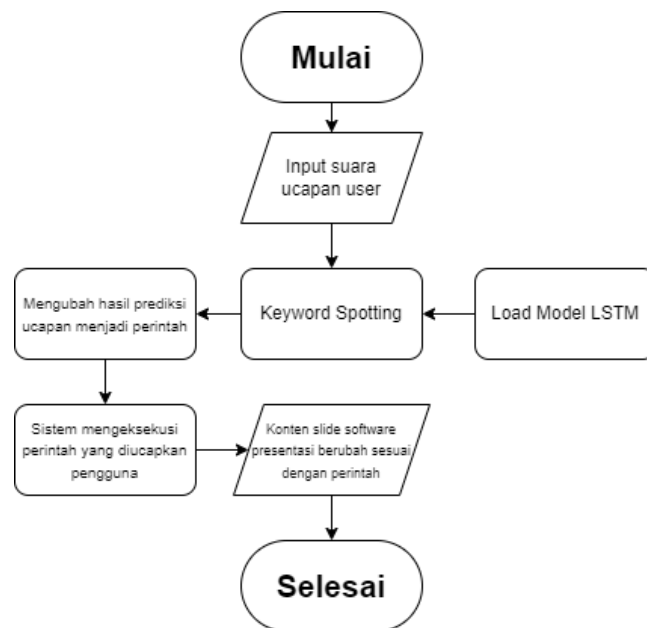 Mulai
Input suara
ucapan user
Keyword Spotting
Load Model LSTM
Mengubah hasil prediksi
ucapan menjadi perintah
Sistem mengeksekusi
perintah yang diucapkan
pengguna
Konten slide software
presentasi berubah sesuai
dengan perintah
Selesai